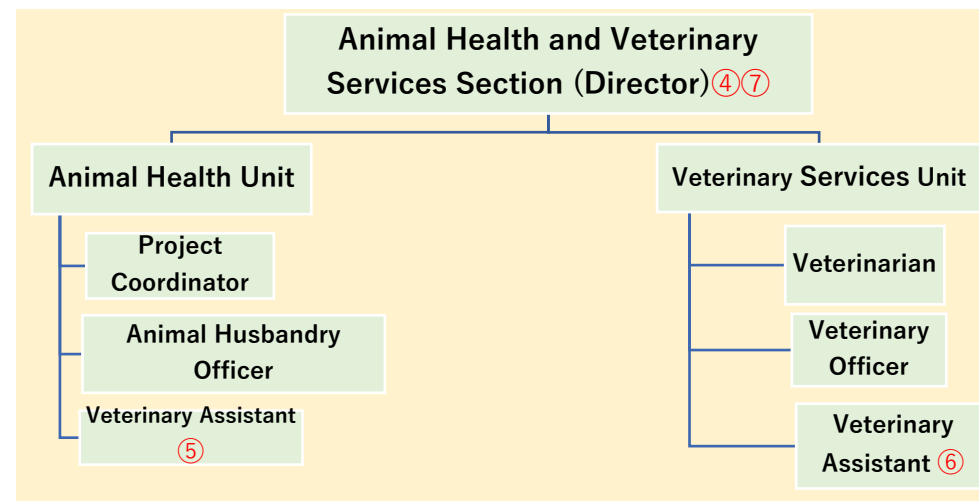 Animal Health and Veterinary
Services Section (Director)④⑦
Animal Health Unit
Project
Coordinator
Animal Husbandry
Officer
Veterinary Assistant
⑤
Veterinary Services Unit
Veterinarian
Veterinary
Officer
Veterinary
Assistant ⑥